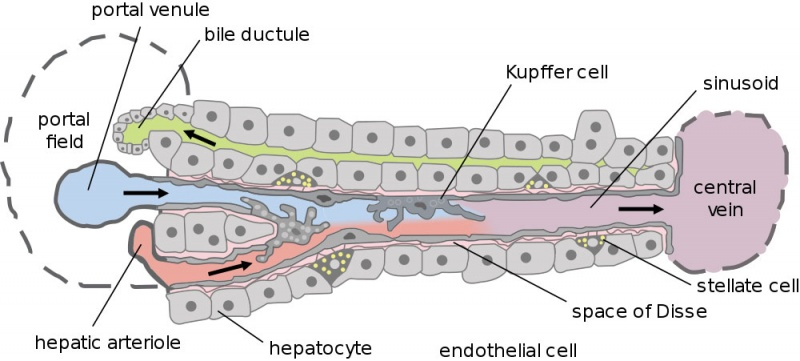 portal venule
bile ductule
Kupffer cell
sinusoid
portal
field
central
vein
stellate cell
space of Disse
hepatic arteriole
hepatocyte
endothelial cell